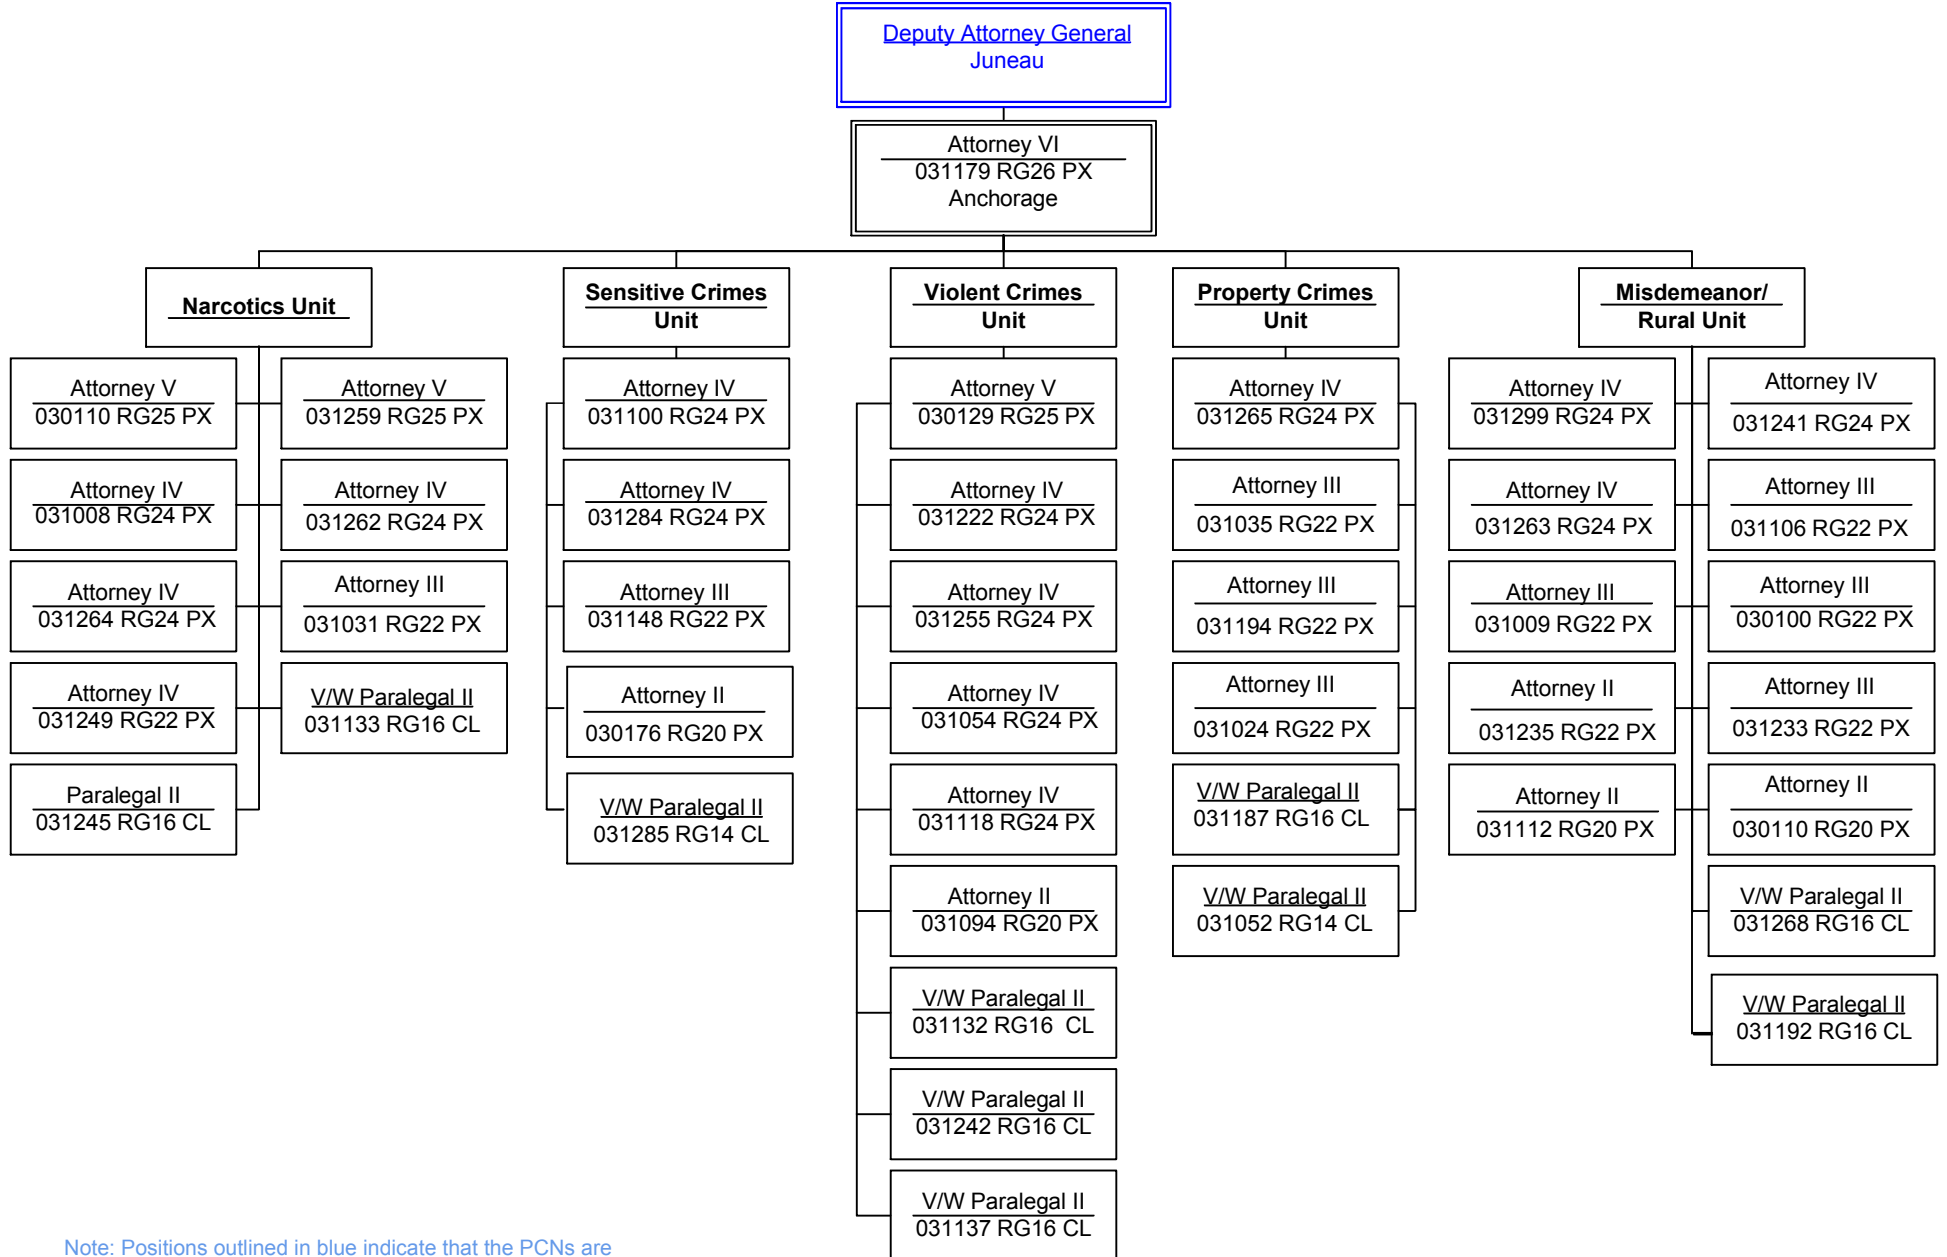 Deputy Attorney General
Juneau
Attorney VI
031179 RG26 PX
Anchorage
Narcotics Unit
Attorney V
030110 RG25 PX
Attorney V
031259 RG25 PX
Attorney IV
031008 RG24 PX
Attorney IV
031262 RG24 PX
Attorney IV
031264 RG24 PX
Attorney III
031031 RG22 PX
Attorney IV
031249 RG22 PX
V/W Paralegal II
031133 RG16 CL
Paralegal II
031245 RG16 CL
Sensitive Crimes
Unit
Attorney IV
031100 RG24 PX
Attorney IV
031284 RG24 PX
Attorney III
031148 RG22 PX
Attorney II
030176 RG20 PX
V/W Paralegal II
031285 RG14 CL
Violent Crimes
Unit
Attorney V
030129 RG25 PX
Attorney IV
031222 RG24 PX
Attorney IV
031255 RG24 PX
Attorney IV
031054 RG24 PX
Attorney IV
031118 RG24 PX
Attorney II
031094 RG20 PX
V/W Paralegal II
031132 RG16  CL
V/W Paralegal II
031242 RG16 CL
V/W Paralegal II
031137 RG16 CL
Property Crimes
Unit
Attorney IV
031265 RG24 PX
Attorney III
031035 RG22 PX
Attorney III
031194 RG22 PX
Attorney III
031024 RG22 PX
V/W Paralegal II
031187 RG16 CL
V/W Paralegal II
031052 RG14 CL
Misdemeanor/
Rural Unit
Attorney IV
031299 RG24 PX
Attorney IV
031241 RG24 PX
Attorney IV
031263 RG24 PX
Attorney III
031106 RG22 PX
Attorney III
031009 RG22 PX
Attorney III
030100 RG22 PX
Attorney II
031235 RG22 PX
Attorney III
031233 RG22 PX
Attorney II
031112 RG20 PX
Attorney II
030110 RG20 PX
V/W Paralegal II
031268 RG16 CL
V/W Paralegal II
031192 RG16 CL
Note: Positions outlined in blue indicate that the PCNs are